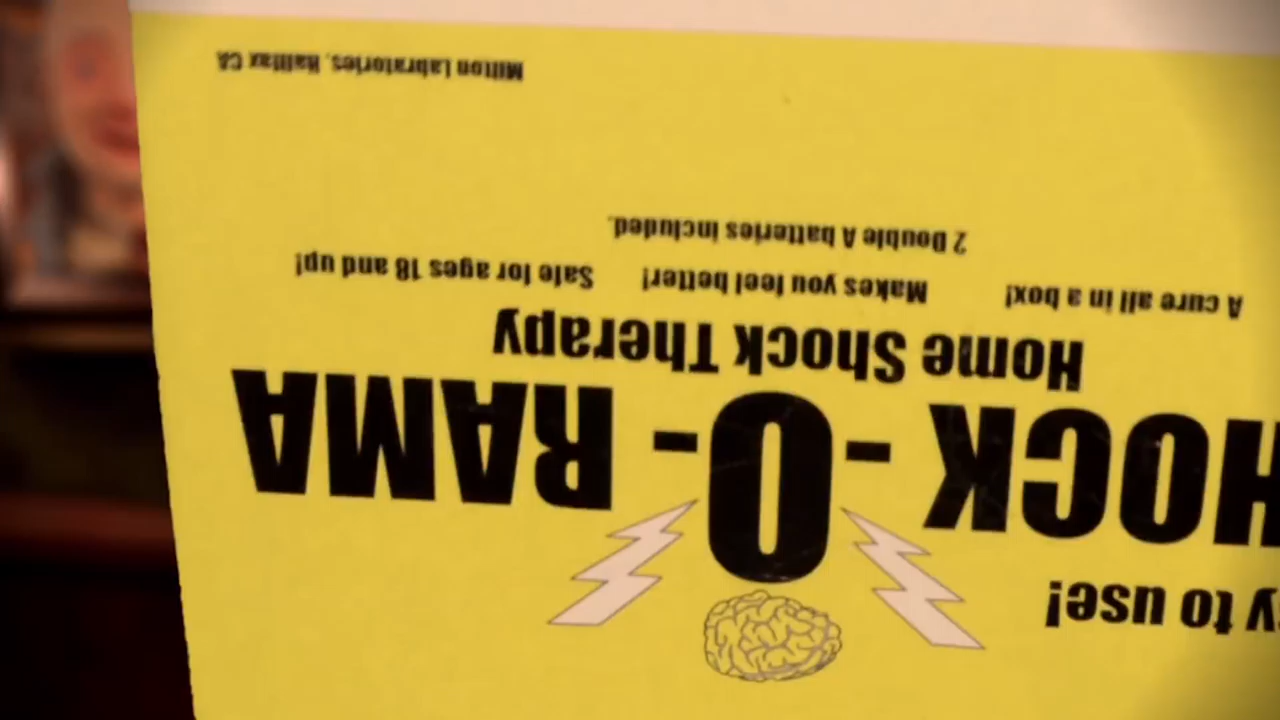 y to use!
HOCK - O - RAMA
Home Shock Therapy
A cure all in a box! Makes you feel better! Safe for ages 18 and up!
2 Double A batteries included.
Milton Labratories, Halifax CA